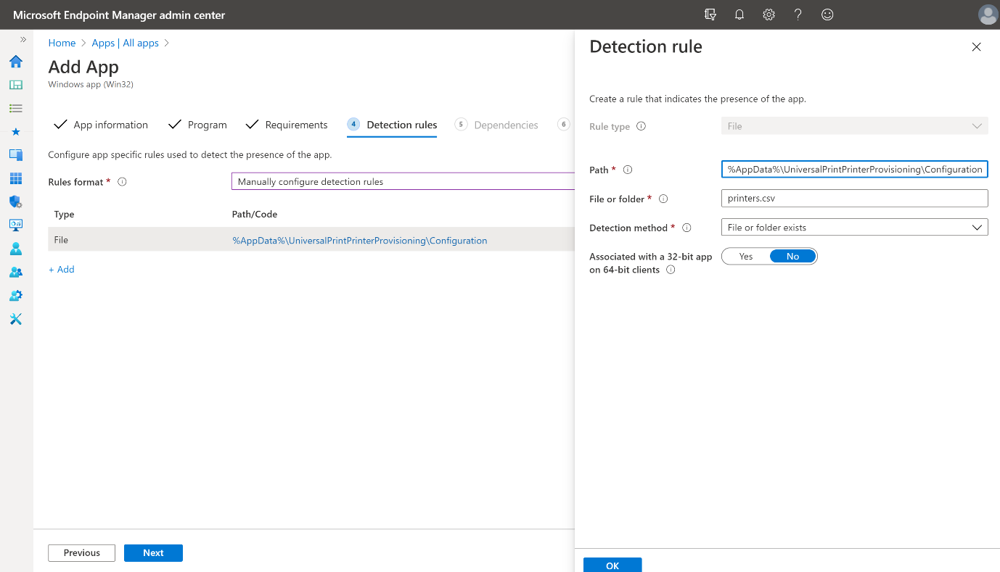 Microsoft Endpoint Manager admin center
Home > Apps | All apps >
Add App
Windows app (Win32)
App information
Program
Requirements
4 Detection rules
5 Dependencies
6
Configure app specific rules used to detect the presence of the app.
Rules format *
Manually configure detection rules
Type Path/Code
File %AppData%\UniversalPrintPrinterProvisioning\Configuration
+ Add
Previous
Next
Detection rule
Create a rule that indicates the presence of the app.
Rule type
File
Path *
%AppData%\UniversalPrintPrinterProvisioning\Configuration
File or folder *
printers.csv
Detection method *
File or folder exists
Associated with a 32-bit app
on 64-bit clients
Yes No
OK